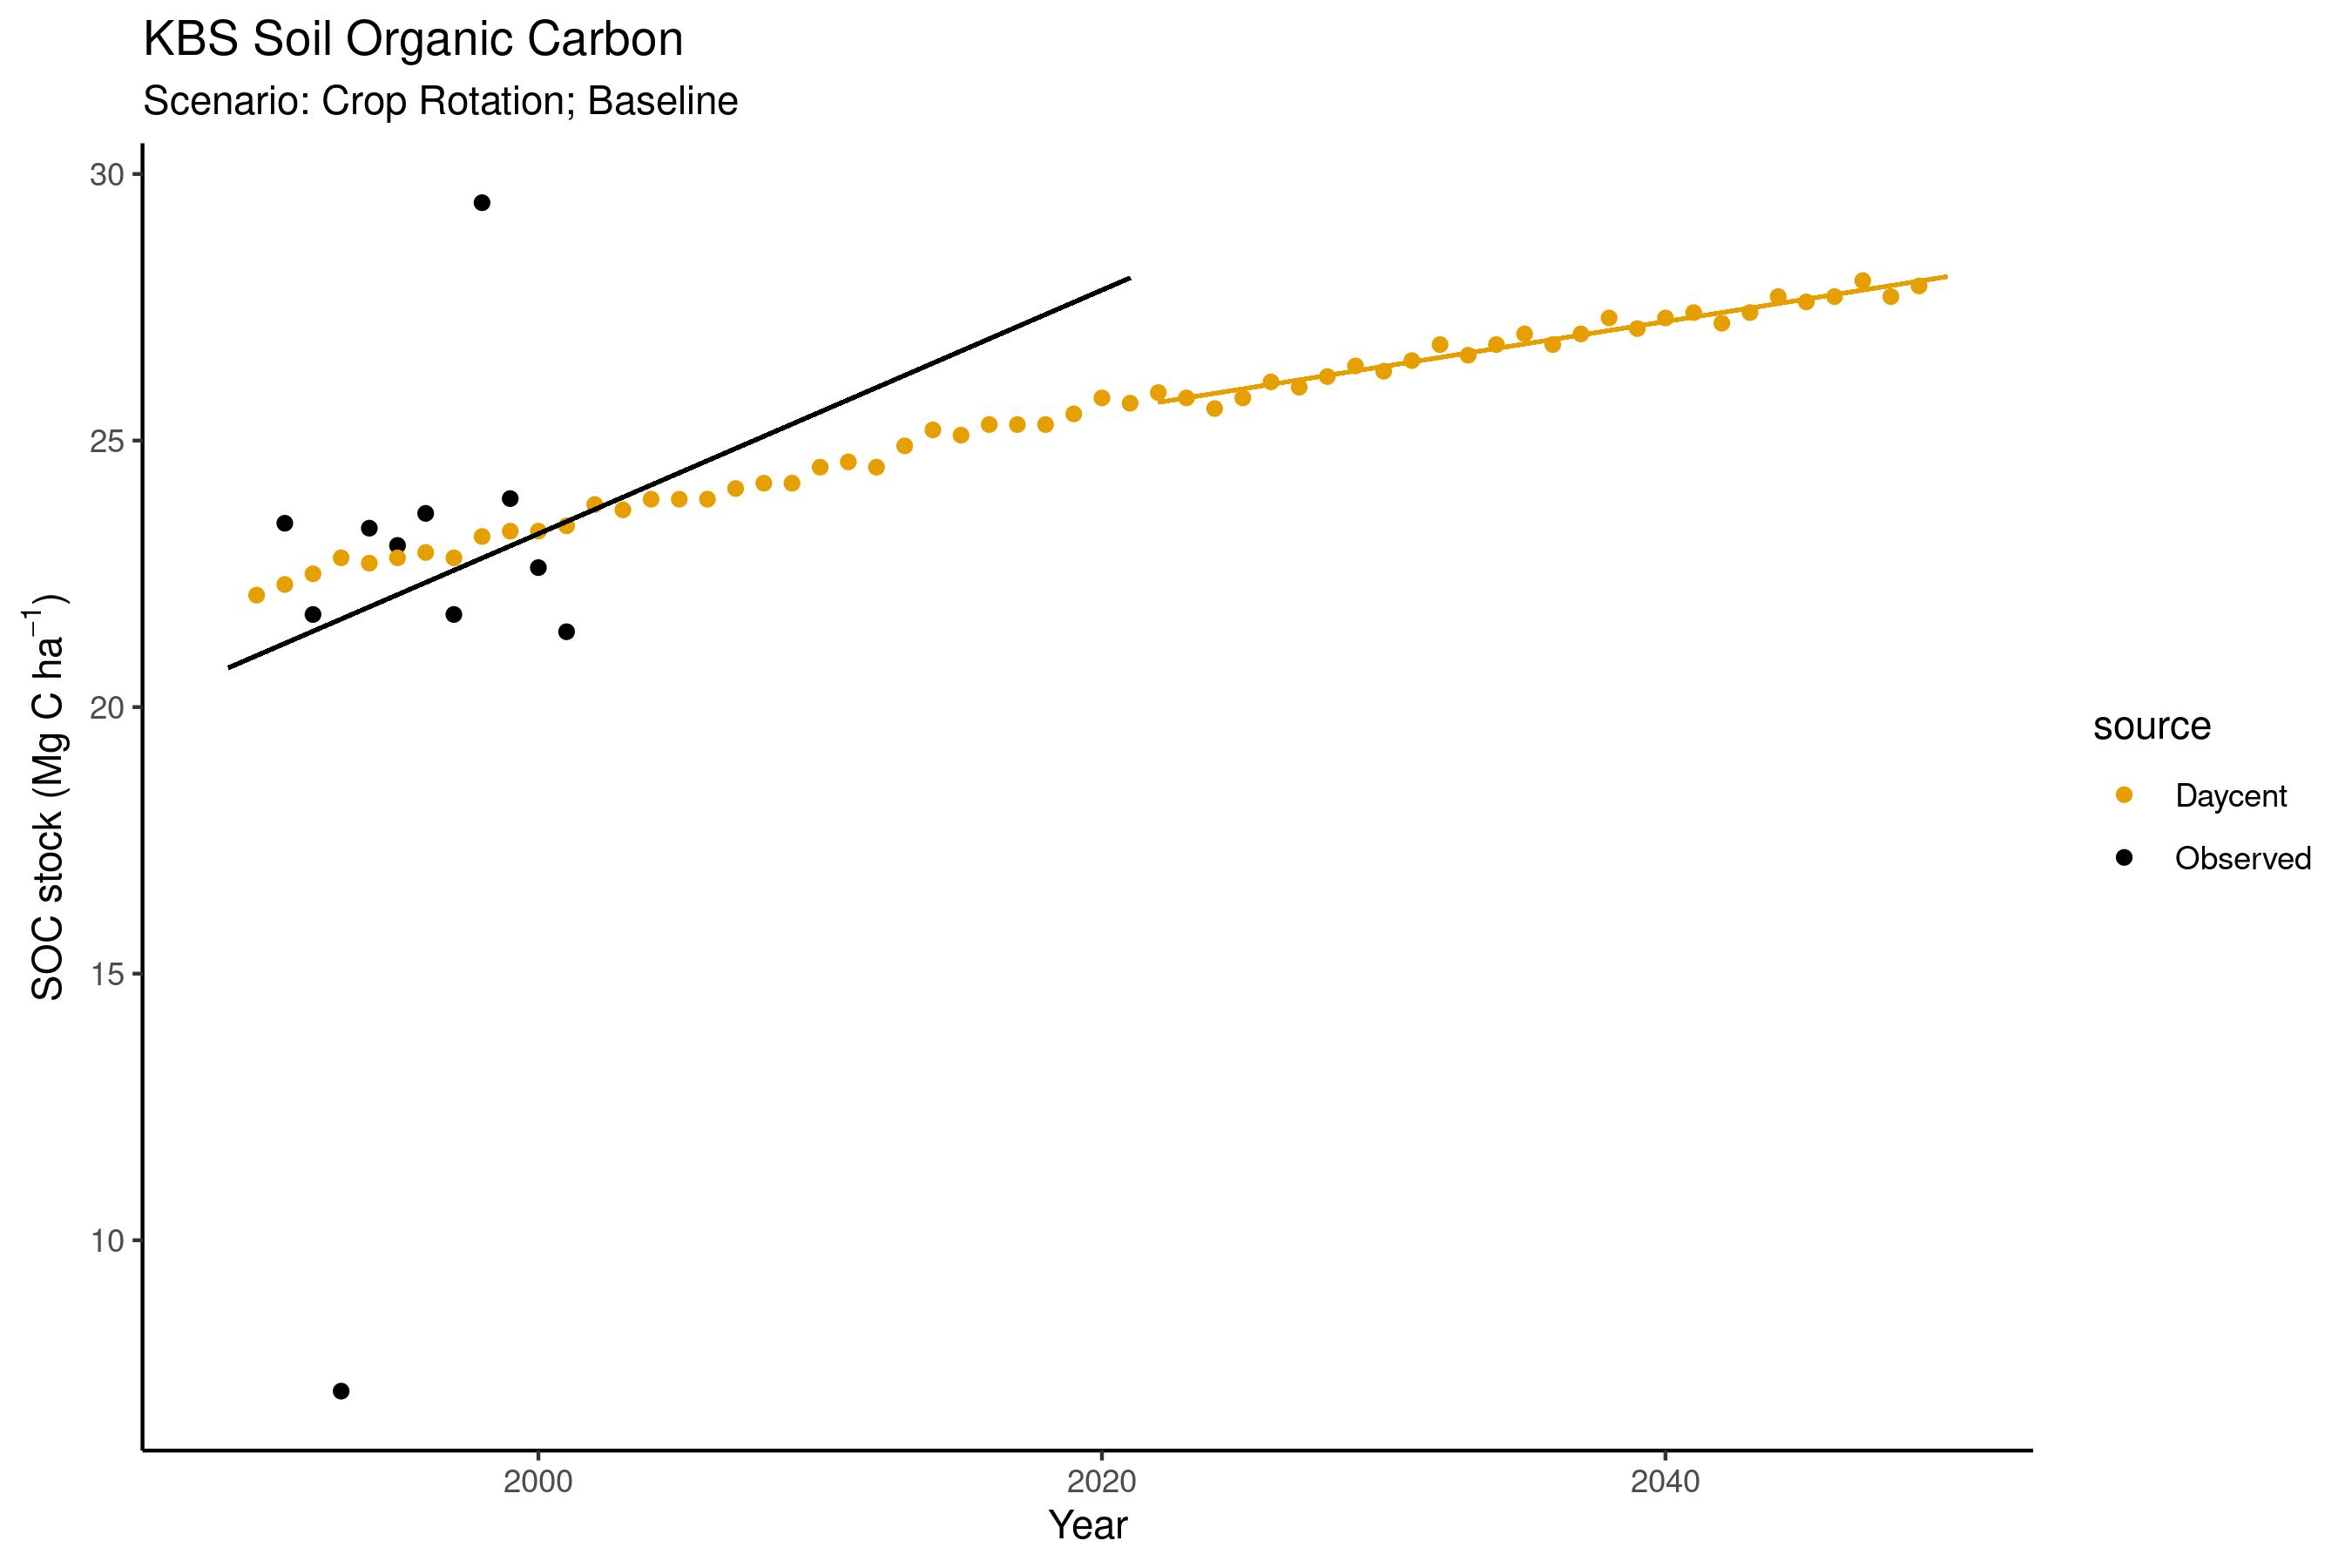 KBS Soil Organic Carbon
Scenario: Crop Rotation; Baseline
SOC stock (Mg C ha⁻¹)
30
25
20
15
10
2000
2020
2040
Year
source
Daycent
Observed